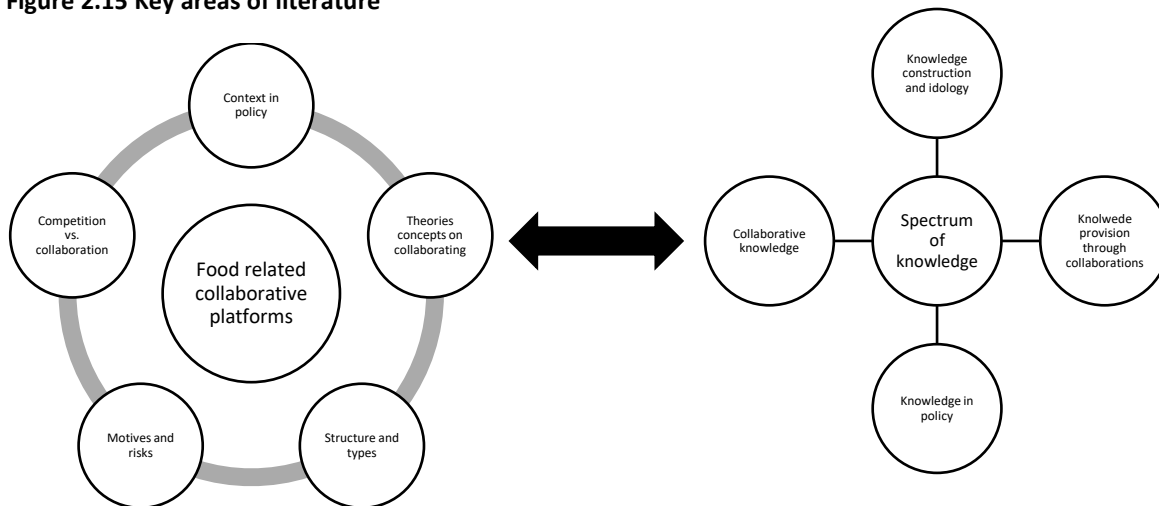 Figure 2.15 Key areas of literature
Context in
policy
Competition
vs.
collaboration
Theories
concepts on
collaborating
Food related
collaborative
platforms
Motives and
risks
Structure and
types
Knowledge
construction
and idology
Collaborative
knowledge
Spectrum
of
knowledge
Knolwede
provision
through
collaborations
Knowledge in
policy